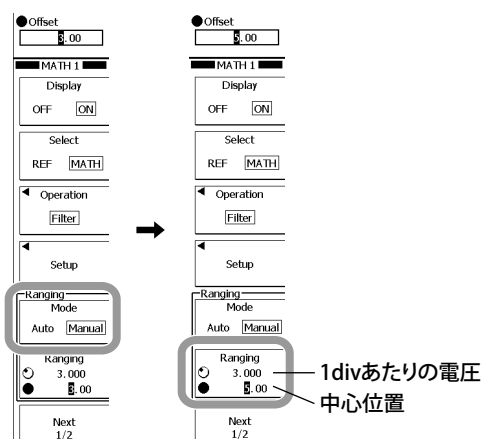 Offset
3.00
MATH 1
Display
OFF ON
Select
REF MATH
Operation
Filter
Setup
Ranging
Mode
Auto Manual
Ranging
3.000
3.00
Next
1/2
Offset
5.00
MATH 1
Display
OFF ON
Select
REF MATH
Operation
Filter
Setup
Ranging
Mode
Auto Manual
Ranging
3.000
5.00
Next
1/2
1divあたりの電圧
中心位置